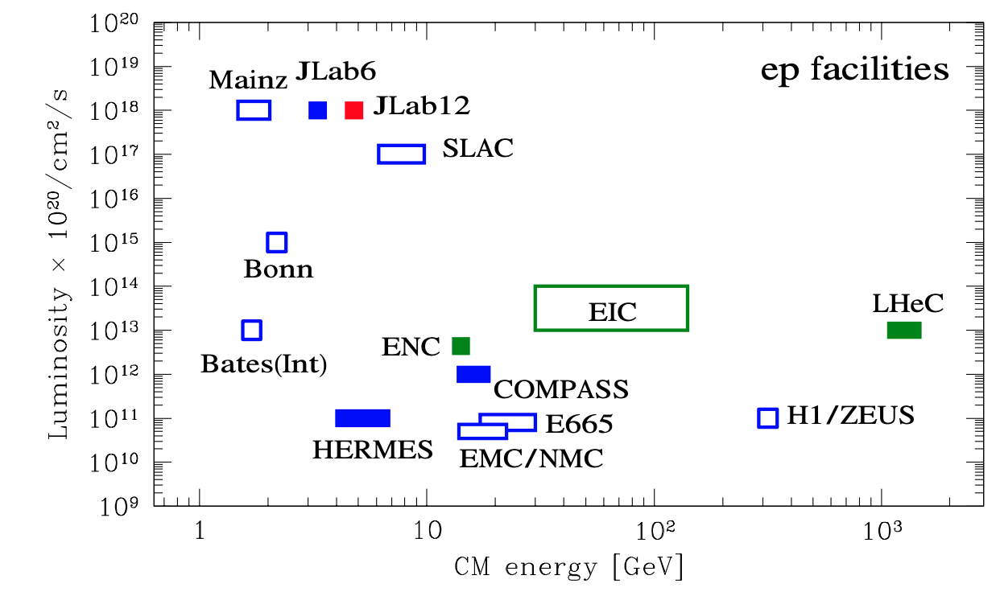 10²⁰
10¹⁹
10¹⁸
10¹⁷
10¹⁶
10¹⁵
10¹⁴
10¹³
10¹²
10¹¹
10¹⁰
10⁹
Luminosity × 10²⁰/cm²/s
ep facilities
Mainz
JLab6
JLab12
SLAC
Bonn
EIC
LHeC
ENC
Bates(Int)
COMPASS
H1/ZEUS
E665
HERMES
EMC/NMC
1
10
10²
10³
CM energy [GeV]